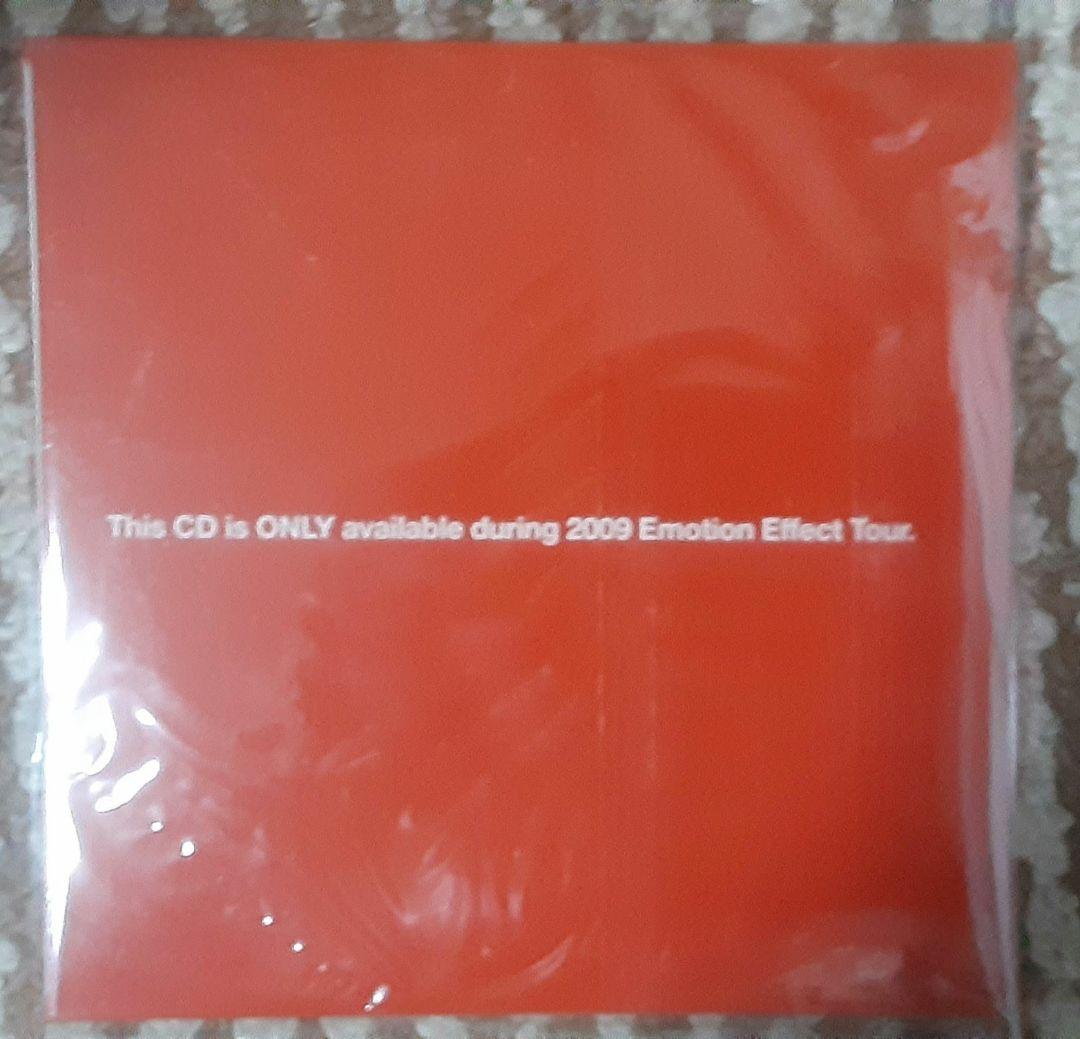 This CD is ONLY available during 2009 Emotion Effect Tour.